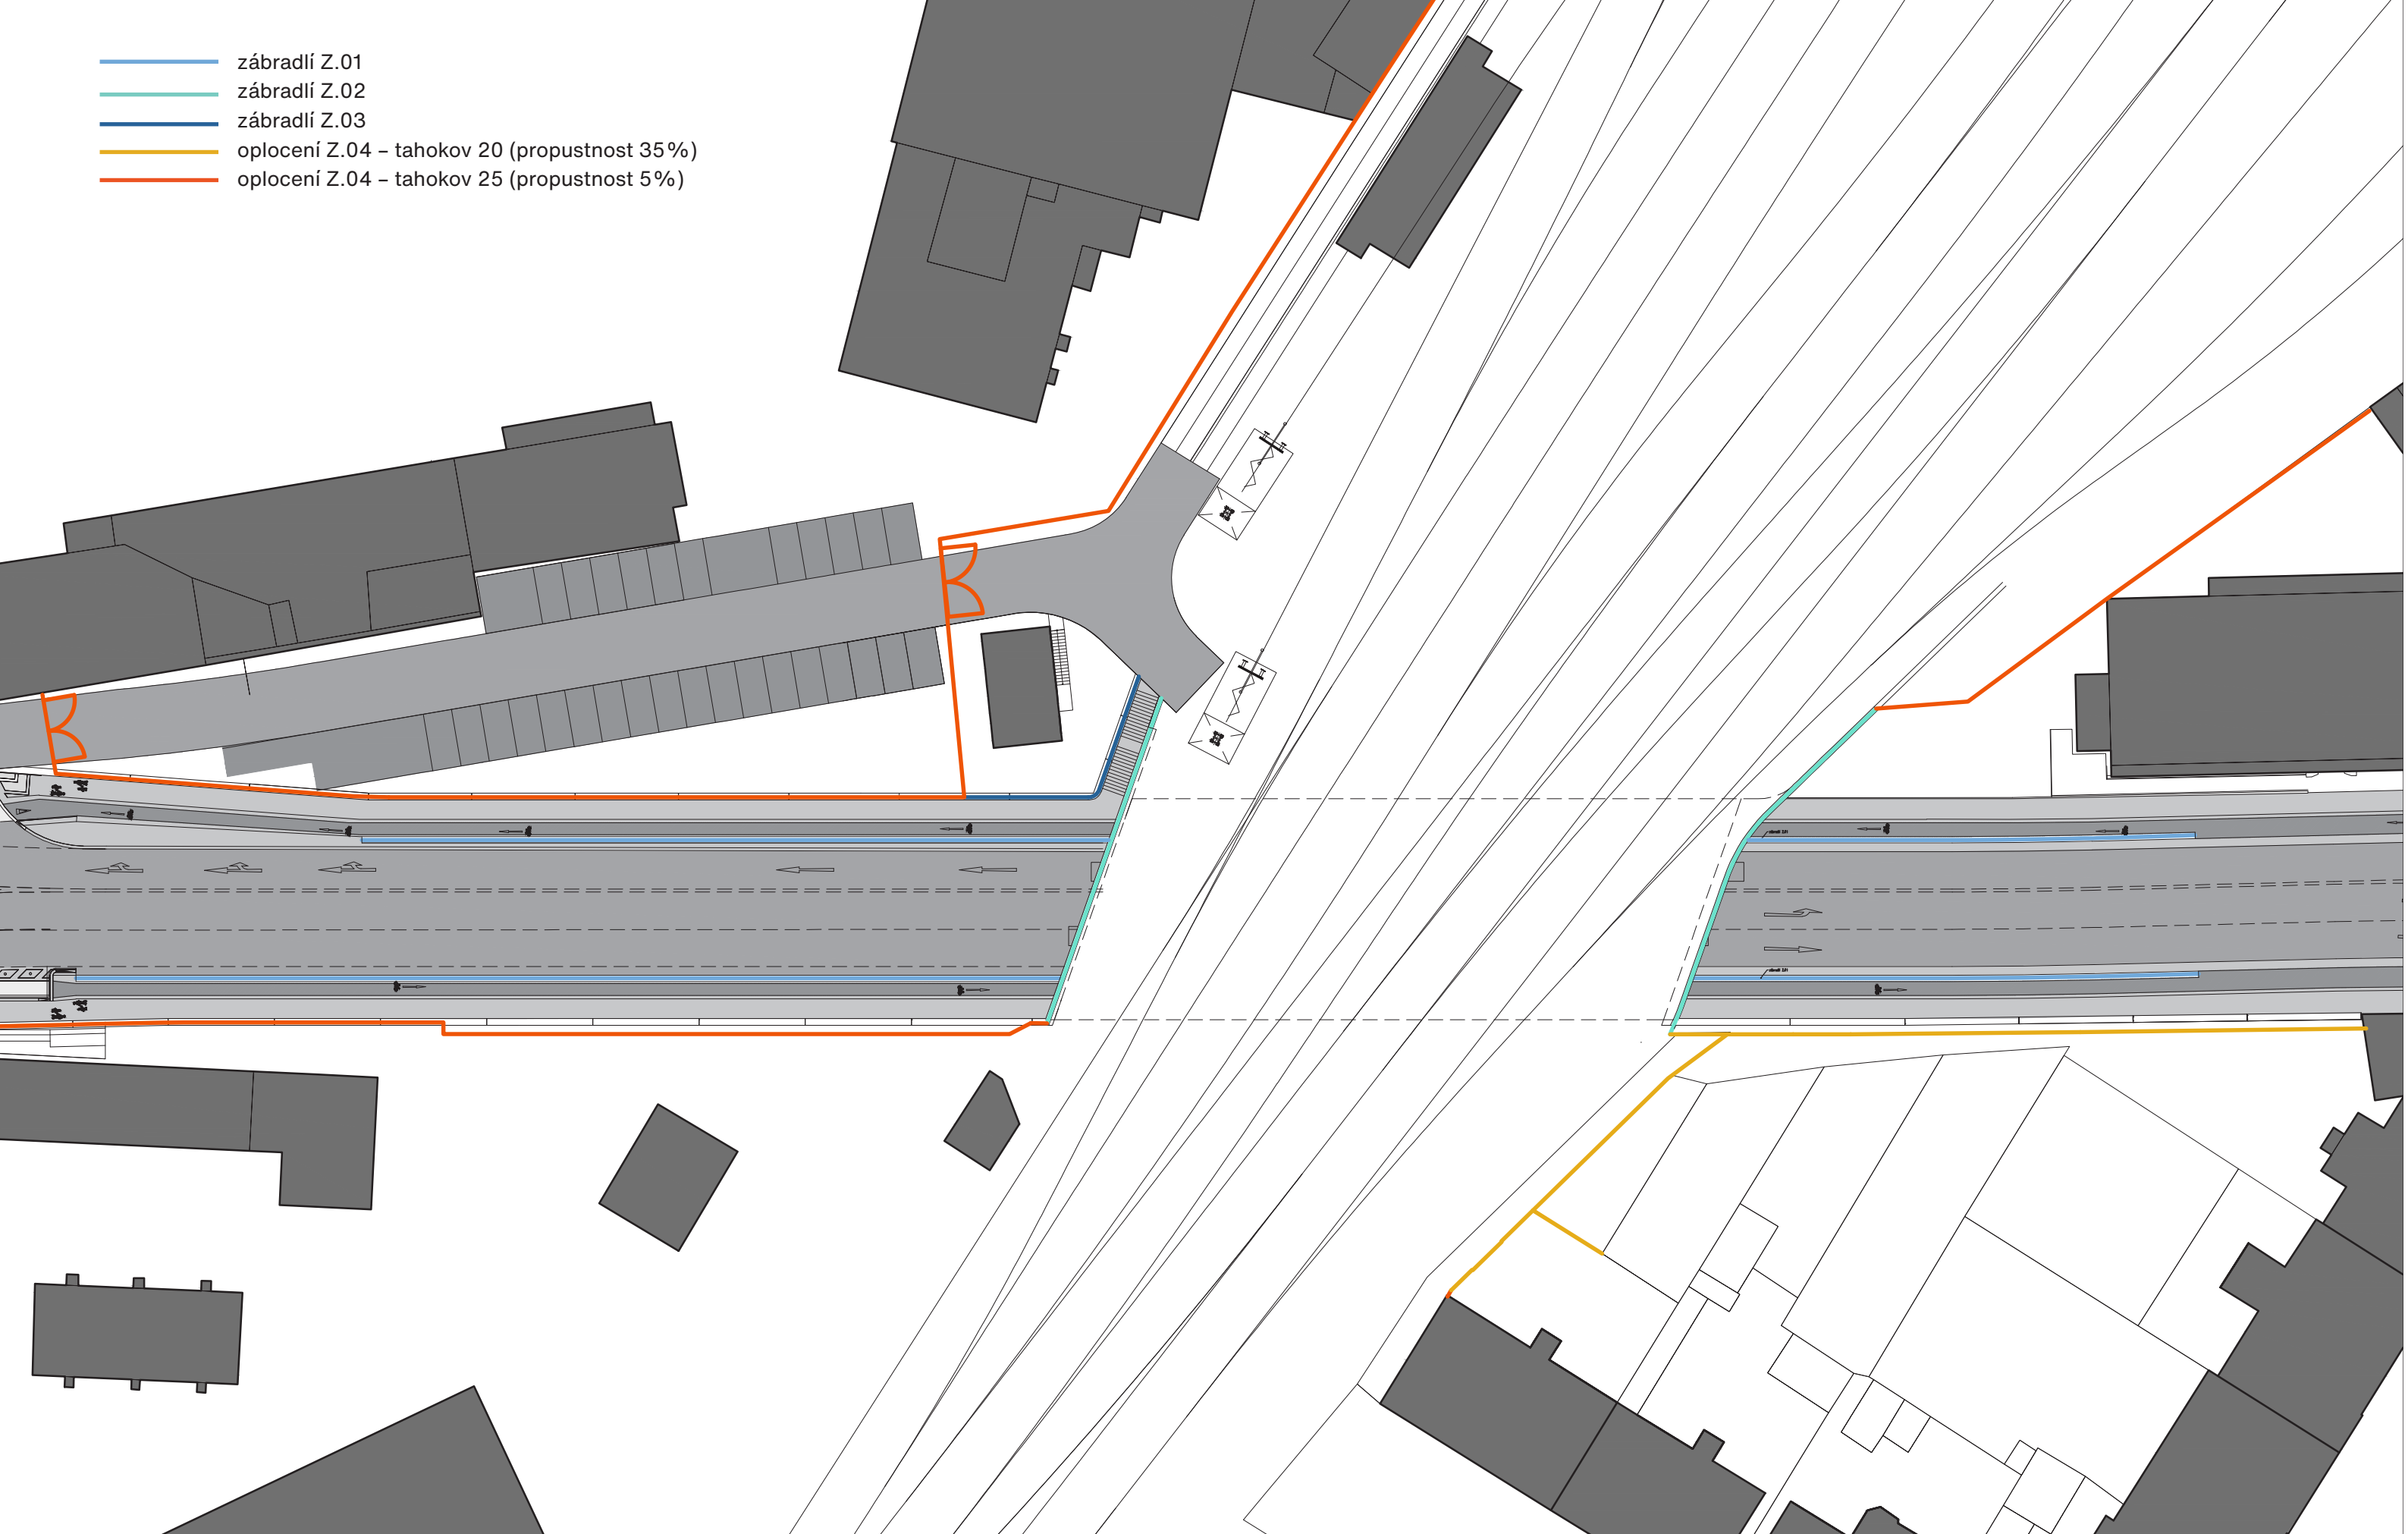 zábradlí Z.01
zábradlí Z.02
zábradlí Z.03
oplocení Z.04 – tahokov 20 (propustnost 35%)
oplocení Z.04 – tahokov 25 (propustnost 5%)